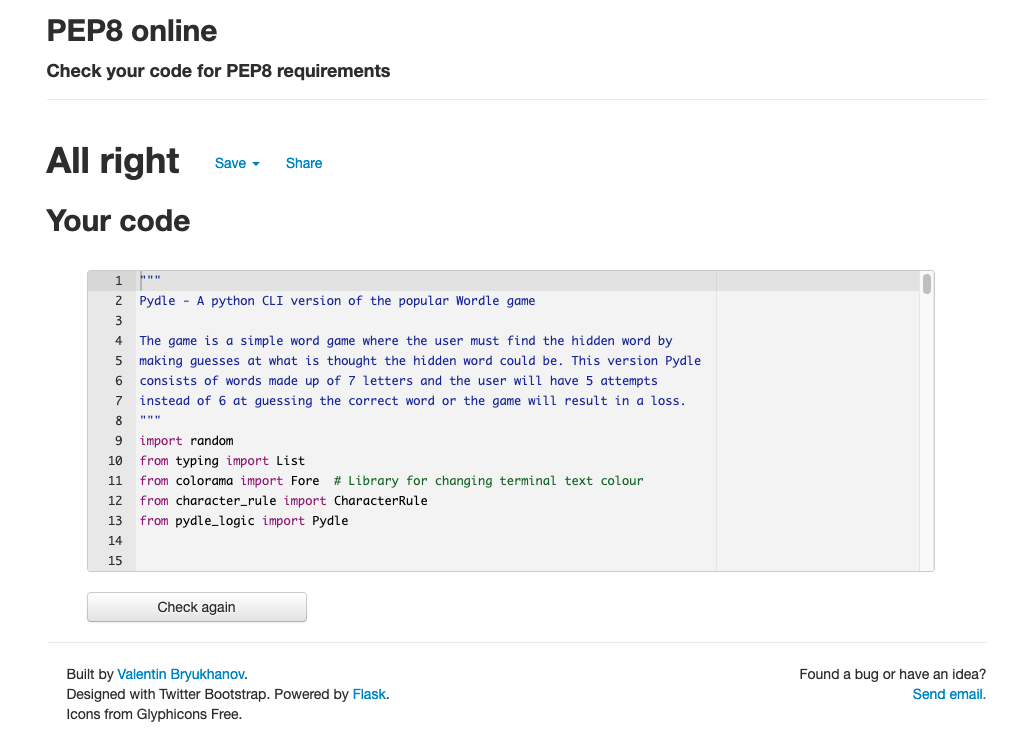 PEP8 online
Check your code for PEP8 requirements
All right Save Share
Your code
1 """
2 Pydle - A python CLI version of the popular Wordle game
3
4 The game is a simple word game where the user must find the hidden word by
5 making guesses at what is thought the hidden word could be. This version Pydle
6 consists of words made up of 7 letters and the user will have 5 attempts
7 instead of 6 at guessing the correct word or the game will result in a loss.
8 """
9 import random
10 from typing import List
11 from colorama import Fore  # Library for changing terminal text colour
12 from character_rule import CharacterRule
13 from pydle_logic import Pydle
14
15
Check again
Built by Valentin Bryukhanov.
Designed with Twitter Bootstrap. Powered by Flask.
Icons from Glyphicons Free.
Found a bug or have an idea?
Send email.